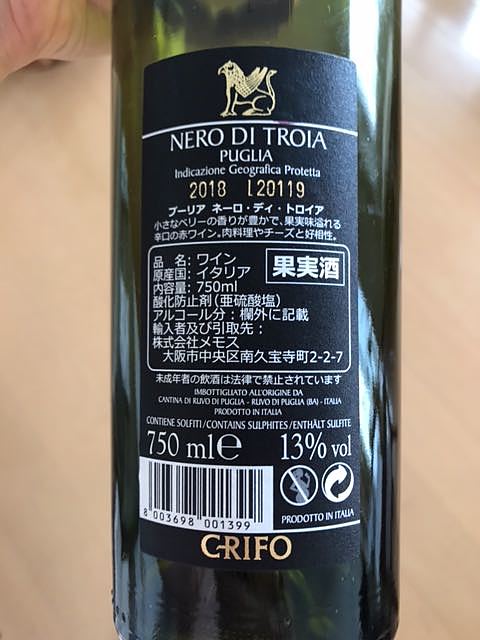 NERO DI TROIA
PUGLIA
Indicazione Geografica Protetta
2018 L20119
プーリア ネーロ・ディ・トロイア
小さなベリーの香りが豊かで、果実味溢れる
辛口の赤ワイン。肉料理やチーズと好相性。
品 名: ワイン
原産国: イタリア
果実酒
内容量: 750ml
酸化防止剤 (亜硫酸塩)
アルコール分 : 欄外に記載
輸入者及び引取先 :
株式会社メモス
大阪市中央区南久宝寺町2-2-7
未成年者の飲酒は法律で禁止されています
IMBOTTIGLIATO ALL'ORIGINE DA
CANTINA DI RUVO DI PUGLIA - RUVO DI PUGLIA (BA) - ITALIA
PRODOTTO IN ITALIA
CONTIENE SOLFITI/CONTAINS SULPHITES/ENTHÄLT SULFITE
750 ml ℮ 13% vol
8 003698 001399
PRODOTTO IN ITALIA
GRIFO